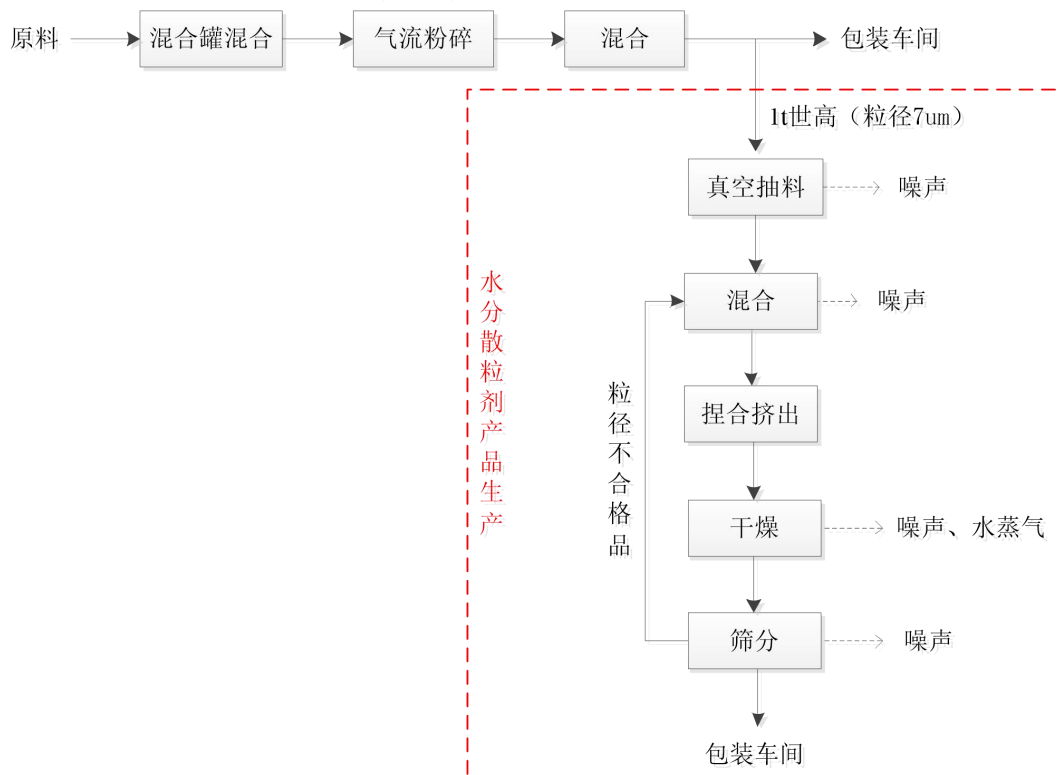 原料
混合罐混合
气流粉碎
混合
包装车间
1t世高（粒径7um）
真空抽料
噪声
混合
噪声
水分散粒剂产品生产
粒径不合格品
捏合挤出
干燥
噪声、水蒸气
筛分
噪声
包装车间